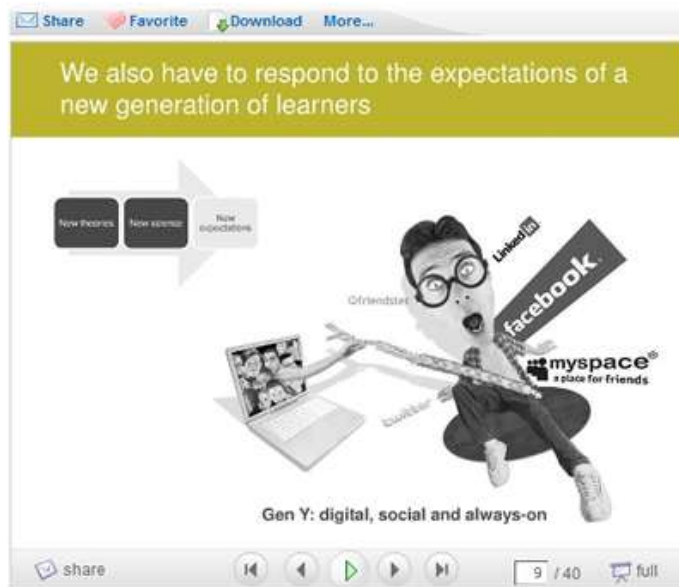 Share Favorite Download More...
We also have to respond to the expectations of a
new generation of learners
New theories New science New
expectations
Linked in
friendster
facebook
myspace®
a place for friends
twitter
Gen Y: digital, social and always-on
share 9 / 40 full